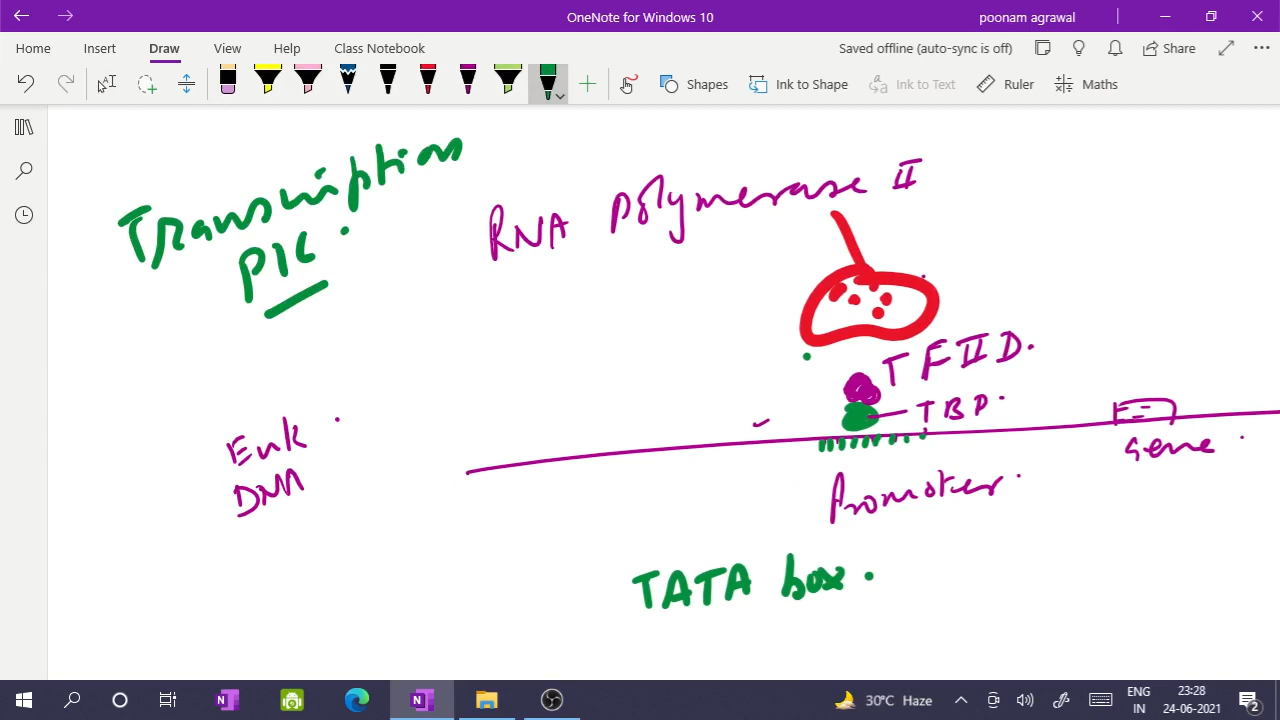 OneNote for Windows 10
poonam agrawal
Home Insert Draw View Help Class Notebook
Saved offline (auto-sync is off) Share
Shapes Ink to Shape Ink to Text Ruler Maths
Transcription
PIC
RNA polymerase II
TFIID.
TBP.
Euk
DNA
Gene
Promoter
TATA box.
30°C Haze
ENG
IN
23:28
24-06-2021
2